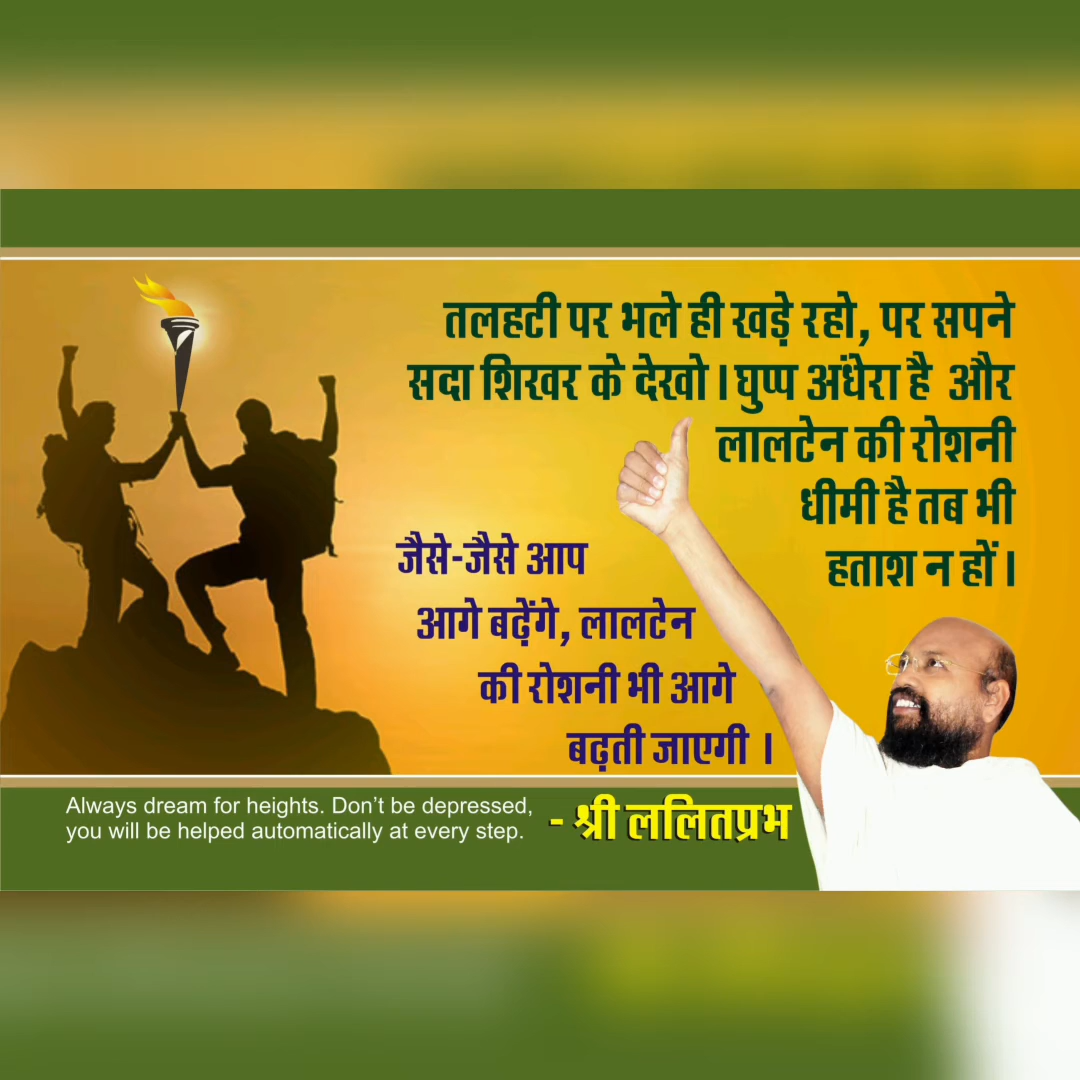 तलहटी पर भले ही खड़े रहो, पर सपने
सदा शिखर के देखो। घुप्प अंधेरा है और
लालटेन की रोशनी
धीमी है तब भी
हताश न हों।
जैसे-जैसे आप
आगे बढ़ेंगे, लालटेन
की रोशनी भी आगे
बढ़ती जाएगी ।
Always dream for heights. Don't be depressed,
you will be helped automatically at every step.
- श्री ललितप्रभ